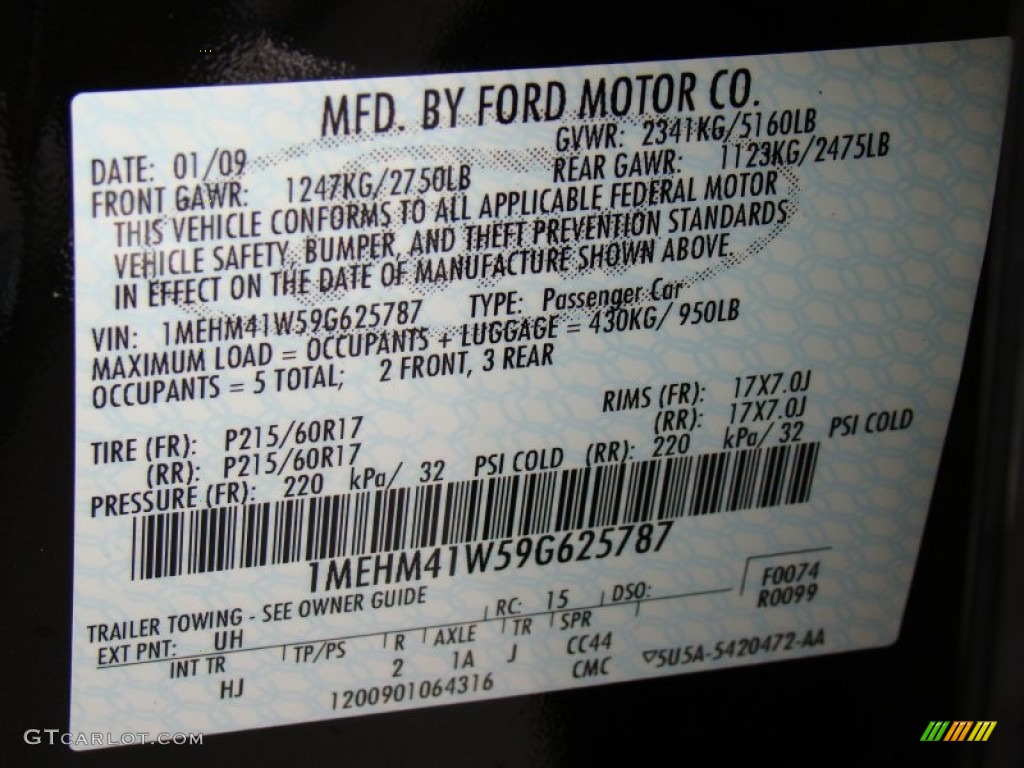 MFD. BY FORD MOTOR CO.
DATE: 01/09 GVWR: 2341KG/5160LB
FRONT GAWR: 1247KG/2750LB REAR GAWR: 1123KG/2475LB
THIS VEHICLE CONFORMS TO ALL APPLICABLE FEDERAL MOTOR
VEHICLE SAFETY, BUMPER, AND THEFT PREVENTION STANDARDS
IN EFFECT ON THE DATE OF MANUFACTURE SHOWN ABOVE.
VIN: 1MEHM41W59G625787 TYPE: Passenger Car
MAXIMUM LOAD = OCCUPANTS + LUGGAGE = 430KG/ 950LB
OCCUPANTS = 5 TOTAL; 2 FRONT, 3 REAR
TIRE (FR): P215/60R17 RIMS (FR): 17X7.0J
(RR): P215/60R17 (RR): 17X7.0J
PRESSURE (FR): 220 kPa/ 32 PSI COLD (RR): 220 kPa/ 32 PSI COLD
1MEHM41W59G625787
TRAILER TOWING - SEE OWNER GUIDE
EXT PNT: UH RC: 15 DSO: F0074
R0099
INT TR TP/PS R AXLE TR SPR
HJ 2 1A J CC44
1200901064316 CMC ▽5U5A-5420472-AA
GTCARLOT.COM